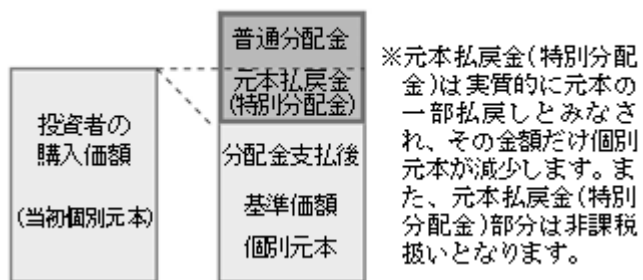 普通分配金
元本払戻金
(特別分配金)
投資者の
購入価額
(当初個別元本)
分配金支払後
基準価額
個別元本
※元本払戻金(特別分配
金)は実質的に元本の
一部払戻しとみなさ
れ、その金額だけ個別
元本が減少します。ま
た、元本払戻金(特別
分配金)部分は非課税
扱いとなります。